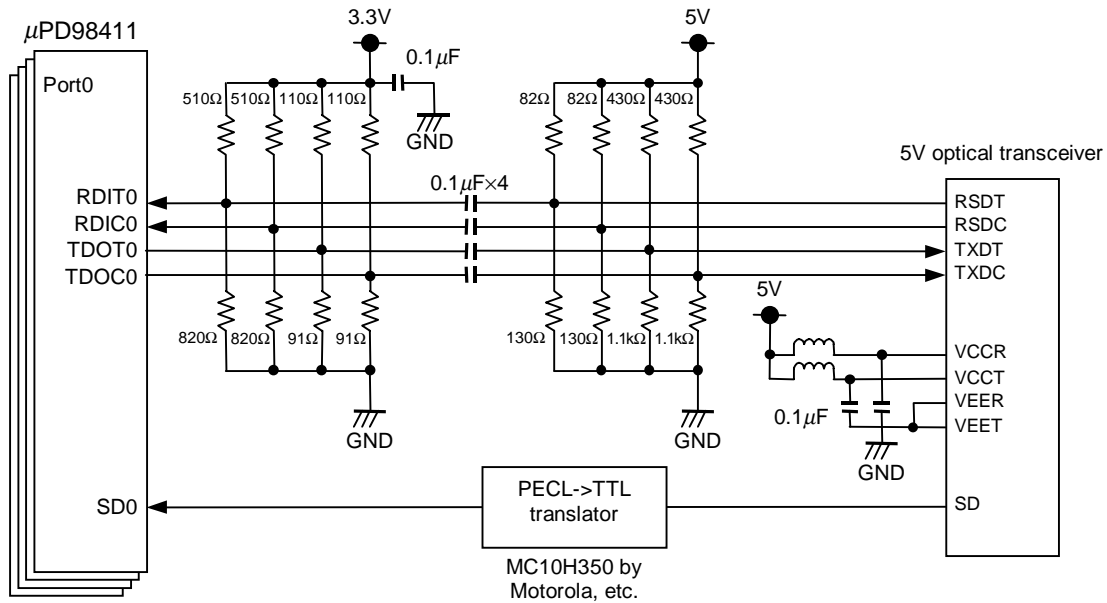 μPD98411
Port0
3.3V
0.1μF
510Ω 510Ω 110Ω 110Ω
GND
5V
82Ω 82Ω 430Ω 430Ω
5V optical transceiver
RDIT0
RDIC0
TDOT0
TDOC0
0.1μF×4
RSDT
RSDC
TXDT
TXDC
820Ω 820Ω 91Ω 91Ω
GND
130Ω 130Ω 1.1kΩ 1.1kΩ
GND
5V
0.1μF
GND
VCCR
VCCT
VEER
VEET
SD0
PECL->TTL
translator
SD
MC10H350 by
Motorola, etc.